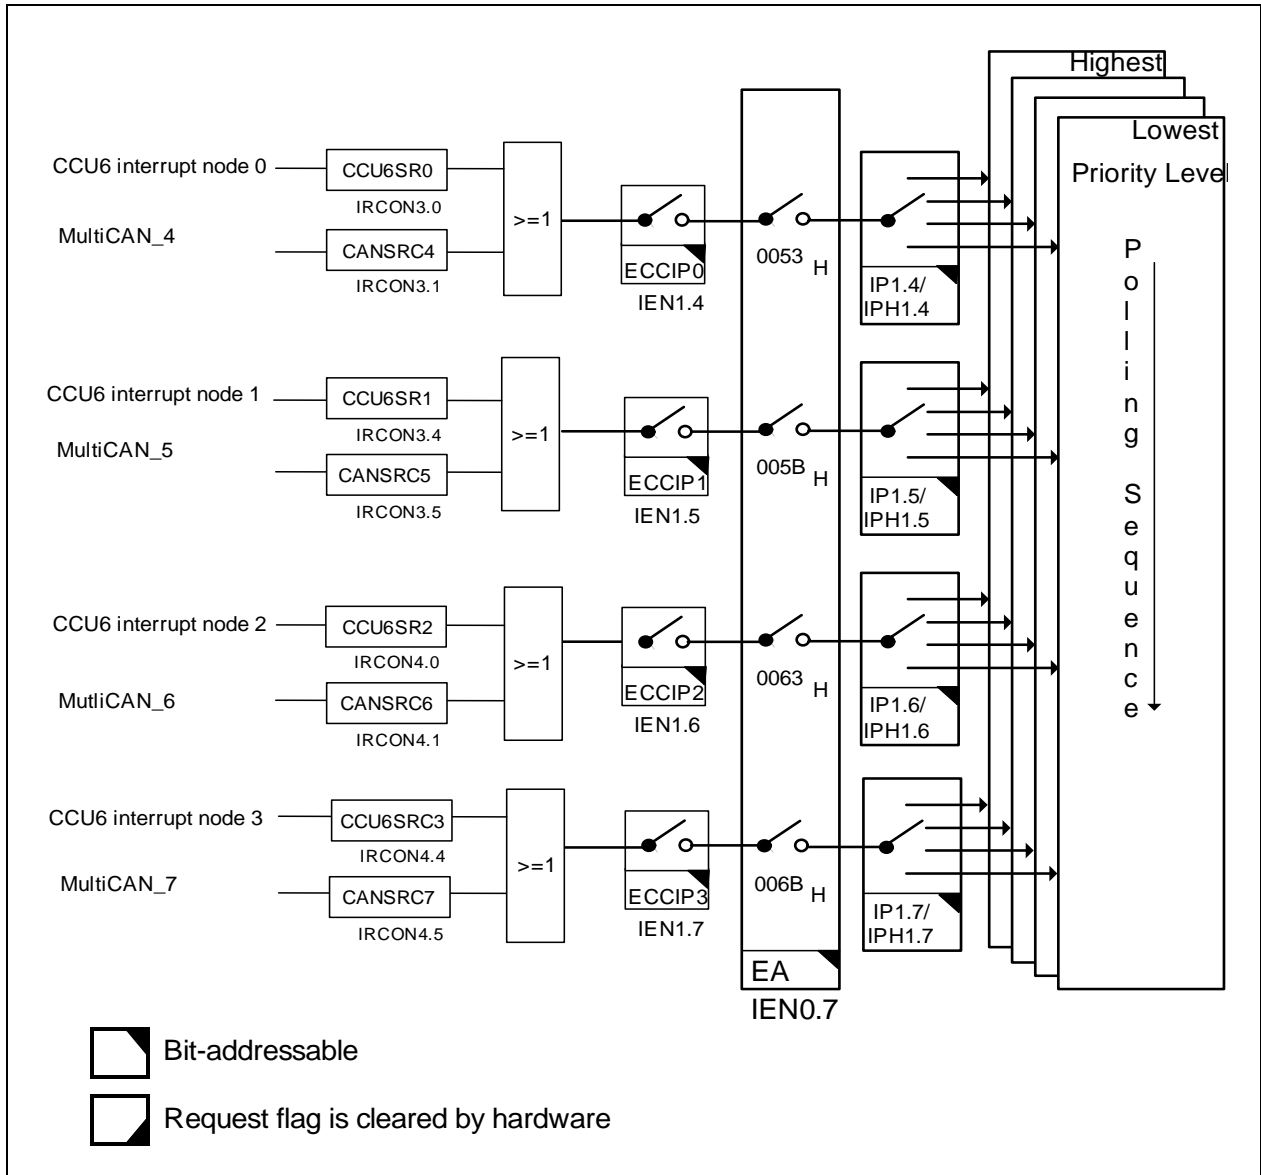 Highest
Lowest
Priority Level
CCU6 interrupt node 0
CCU6SR0
IRCON3.0
MultiCAN_4
CANSRC4
IRCON3.1
>=1
ECCIP0
IEN1.4
0053 H
IP1.4/
IPH1.4
CCU6 interrupt node 1
CCU6SR1
IRCON3.4
MultiCAN_5
CANSRC5
IRCON3.5
>=1
ECCIP1
IEN1.5
005B H
IP1.5/
IPH1.5
CCU6 interrupt node 2
CCU6SR2
IRCON4.0
MutliCAN_6
CANSRC6
IRCON4.1
>=1
ECCIP2
IEN1.6
0063 H
IP1.6/
IPH1.6
CCU6 interrupt node 3
CCU6SRC3
IRCON4.4
MultiCAN_7
CANSRC7
IRCON4.5
>=1
ECCIP3
IEN1.7
006B H
IP1.7/
IPH1.7
EA
IEN0.7
Polling Sequence
Bit-addressable
Request flag is cleared by hardware